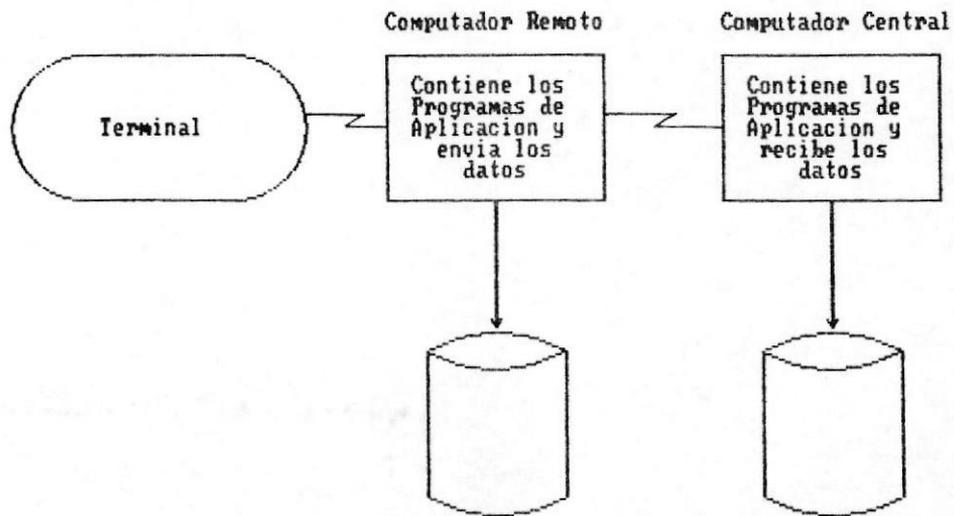 Computador Remoto
Computador Central
Terminal
Contiene los
Programas de
Aplicacion y
envia los
datos
Contiene los
Programas de
Aplicacion y
recibe los
datos